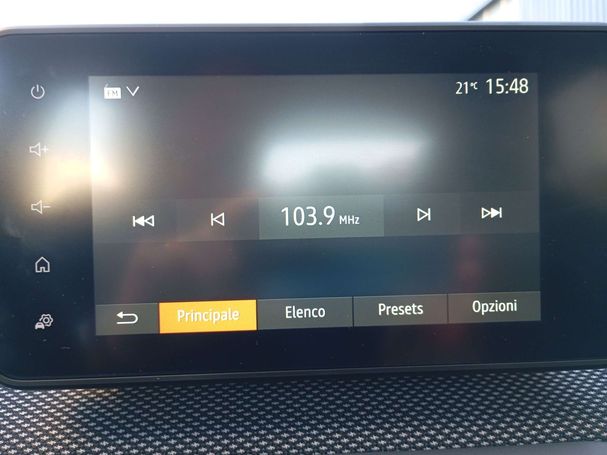 FM 21°C 15:48
103.9 MHz
Principale Elenco Presets Opzioni